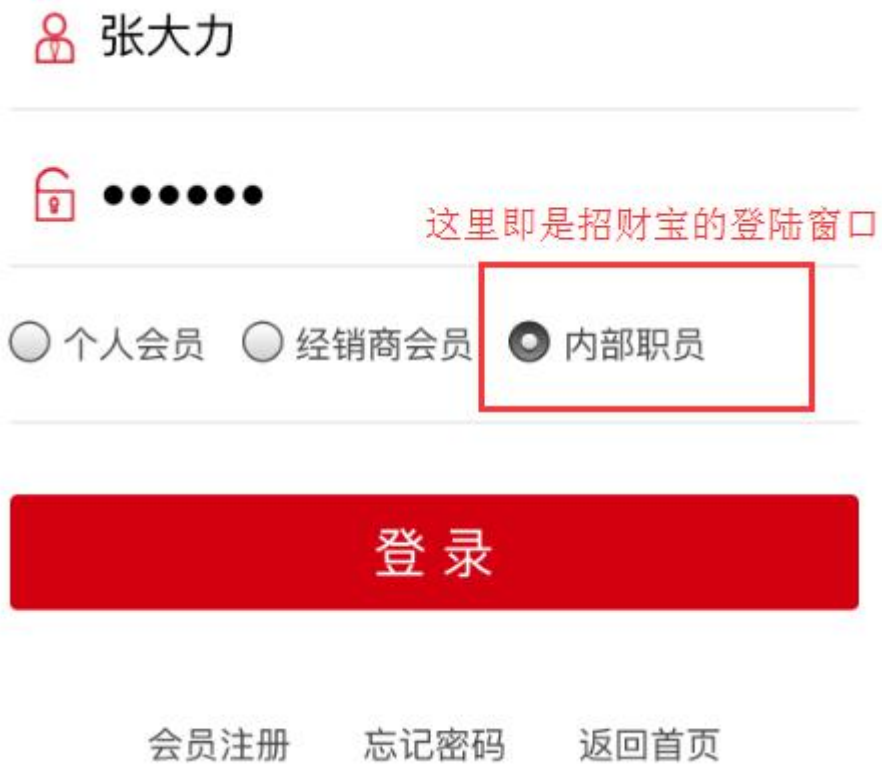 张大力
••••••
这里即是招财宝的登陆窗口
个人会员 经销商会员 内部职员
登录
会员注册 忘记密码 返回首页